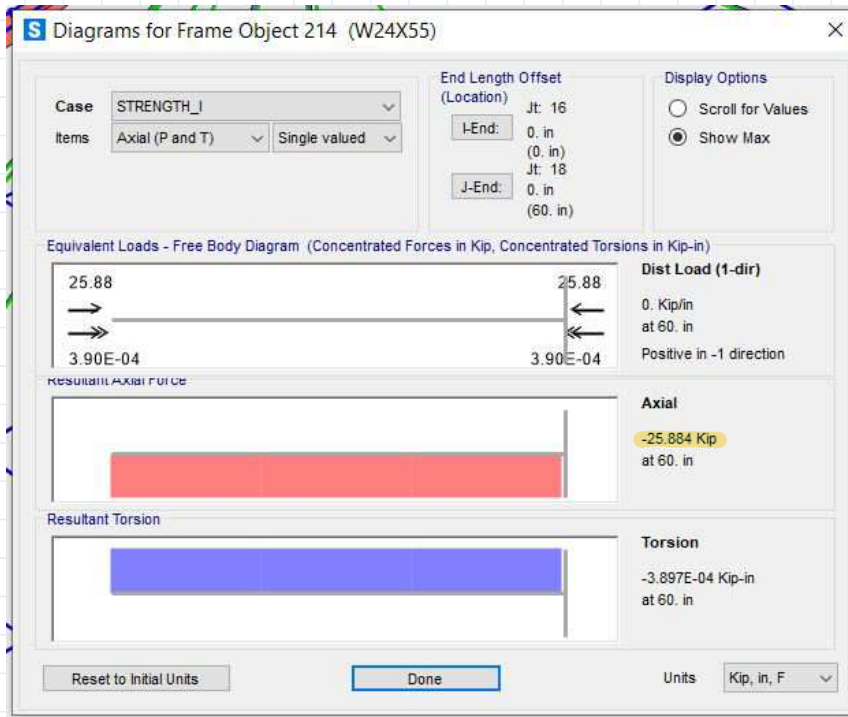 S Diagrams for Frame Object 214 (W24X55)
Case STRENGTH_I
Items Axial (P and T) Single valued
End Length Offset
(Location)
Jt: 16
I-End: 0. in
(0. in)
Jt: 18
J-End: 0. in
(60. in)
Display Options
Scroll for Values
Show Max
Equivalent Loads - Free Body Diagram (Concentrated Forces in Kip, Concentrated Torsions in Kip-in)
25.88 25.88
3.90E-04 3.90E-04
Dist Load (1-dir)
0. Kip/in
at 60. in
Positive in -1 direction
Resultant Axial Force
Axial
-25.884 Kip
at 60. in
Resultant Torsion
Torsion
-3.897E-04 Kip-in
at 60. in
Reset to Initial Units Done Units Kip, in, F